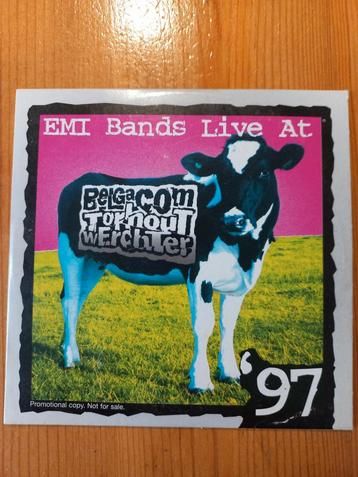 EMI Bands Live At
BELGACOM
TORHOUT
WERCHTER
'97
Promotional copy. Not for sale.